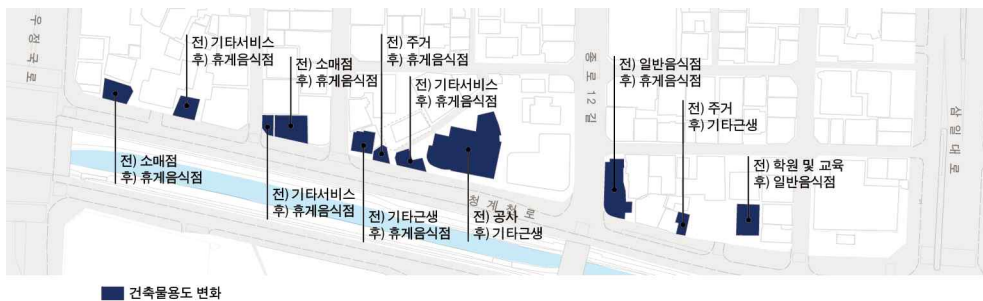 우정국로
전) 기타서비스
후) 휴게음식점
전) 소매점
후) 휴게음식점
전) 주거
후) 휴게음식점
전) 기타서비스
후) 휴게음식점
종로 12 길
전) 일반음식점
후) 휴게음식점
전) 주거
후) 기타근생
삼일대로
전) 소매점
후) 휴게음식점
전) 기타서비스
후) 휴게음식점
전) 기타근생
후) 휴게음식점
청계천로
전) 공사
후) 기타근생
전) 학원 및 교육
후) 일반음식점
건축물용도 변화